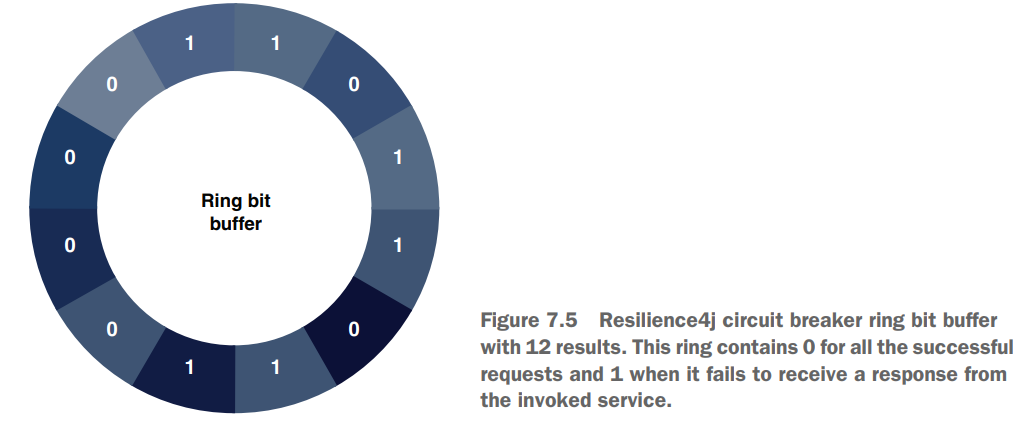 1 1
0 0
0 1
Ring bit
buffer
0 1
0 0
1 1
Figure 7.5 Resilience4j circuit breaker ring bit buffer
with 12 results. This ring contains 0 for all the successful
requests and 1 when it fails to receive a response from
the invoked service.